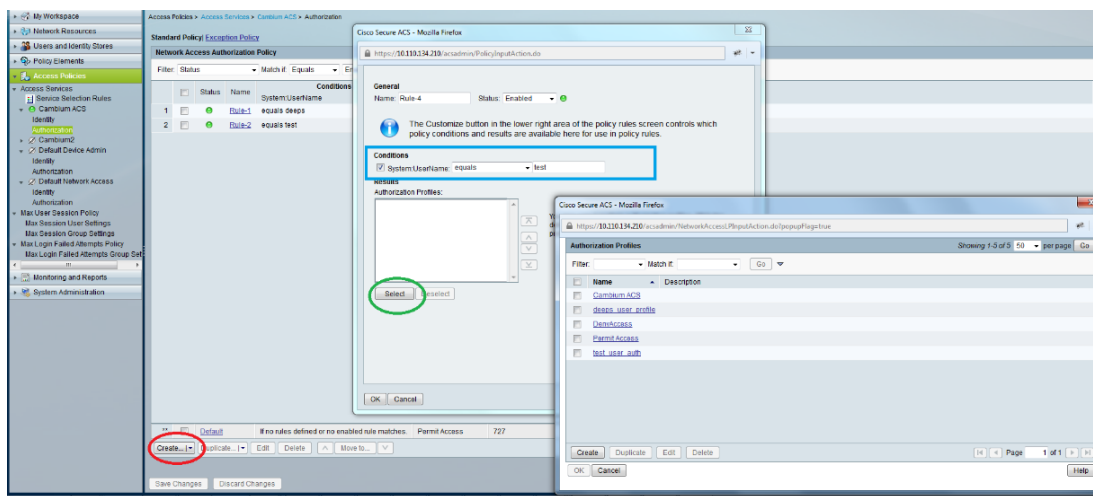 My Workspace
Network Resources
Users and Identity Stores
Policy Elements
Access Policies
Access Services
Service Selection Rules
Cambium ACS
Identity
Authorization
Cambium2
Default Device Admin
Identity
Authorization
Default Network Access
Identity
Authorization
Max User Session Policy
Max Session User Settings
Max Session Group Settings
Max Login Failed Attempts Policy
Max Login Failed Attempts Group Set
Monitoring and Reports
System Administration
Access Policies > Access Services > Cambium ACS > Authorization
Standard Policy| Exception Policy
Network Access Authorization Policy
Filter: Status Match if: Equals
Status Name Conditions
System:UserName
1 Rule-1 equals deeps
2 Rule-2 equals test
** Default If no rules defined or no enabled rule matches. Permit Access 727
Create... Duplicate... Edit Delete Move to...
Save Changes Discard Changes
Cisco Secure ACS - Mozilla Firefox
https://10.110.134.210/acsadmin/PolicyInputAction.do
General
Name: Rule-4 Status: Enabled
The Customize button in the lower right area of the policy rules screen controls which
policy conditions and results are available here for use in policy rules.
Conditions
System:UserName: equals test
Results
Authorization Profiles:
Select Deselect
OK Cancel
Cisco Secure ACS - Mozilla Firefox
https://10.110.134.210/acsadmin/NetworkAccessLPInputAction.do?popupFlag=true
Authorization Profiles Showing 1-5 of 5 50 per page Go
Filter: Match if: Go
Name Description
Cambium ACS
deeps_user_profile
DenyAccess
Permit Access
test_user_auth
Create Duplicate Edit Delete Page 1 of 1
OK Cancel Help